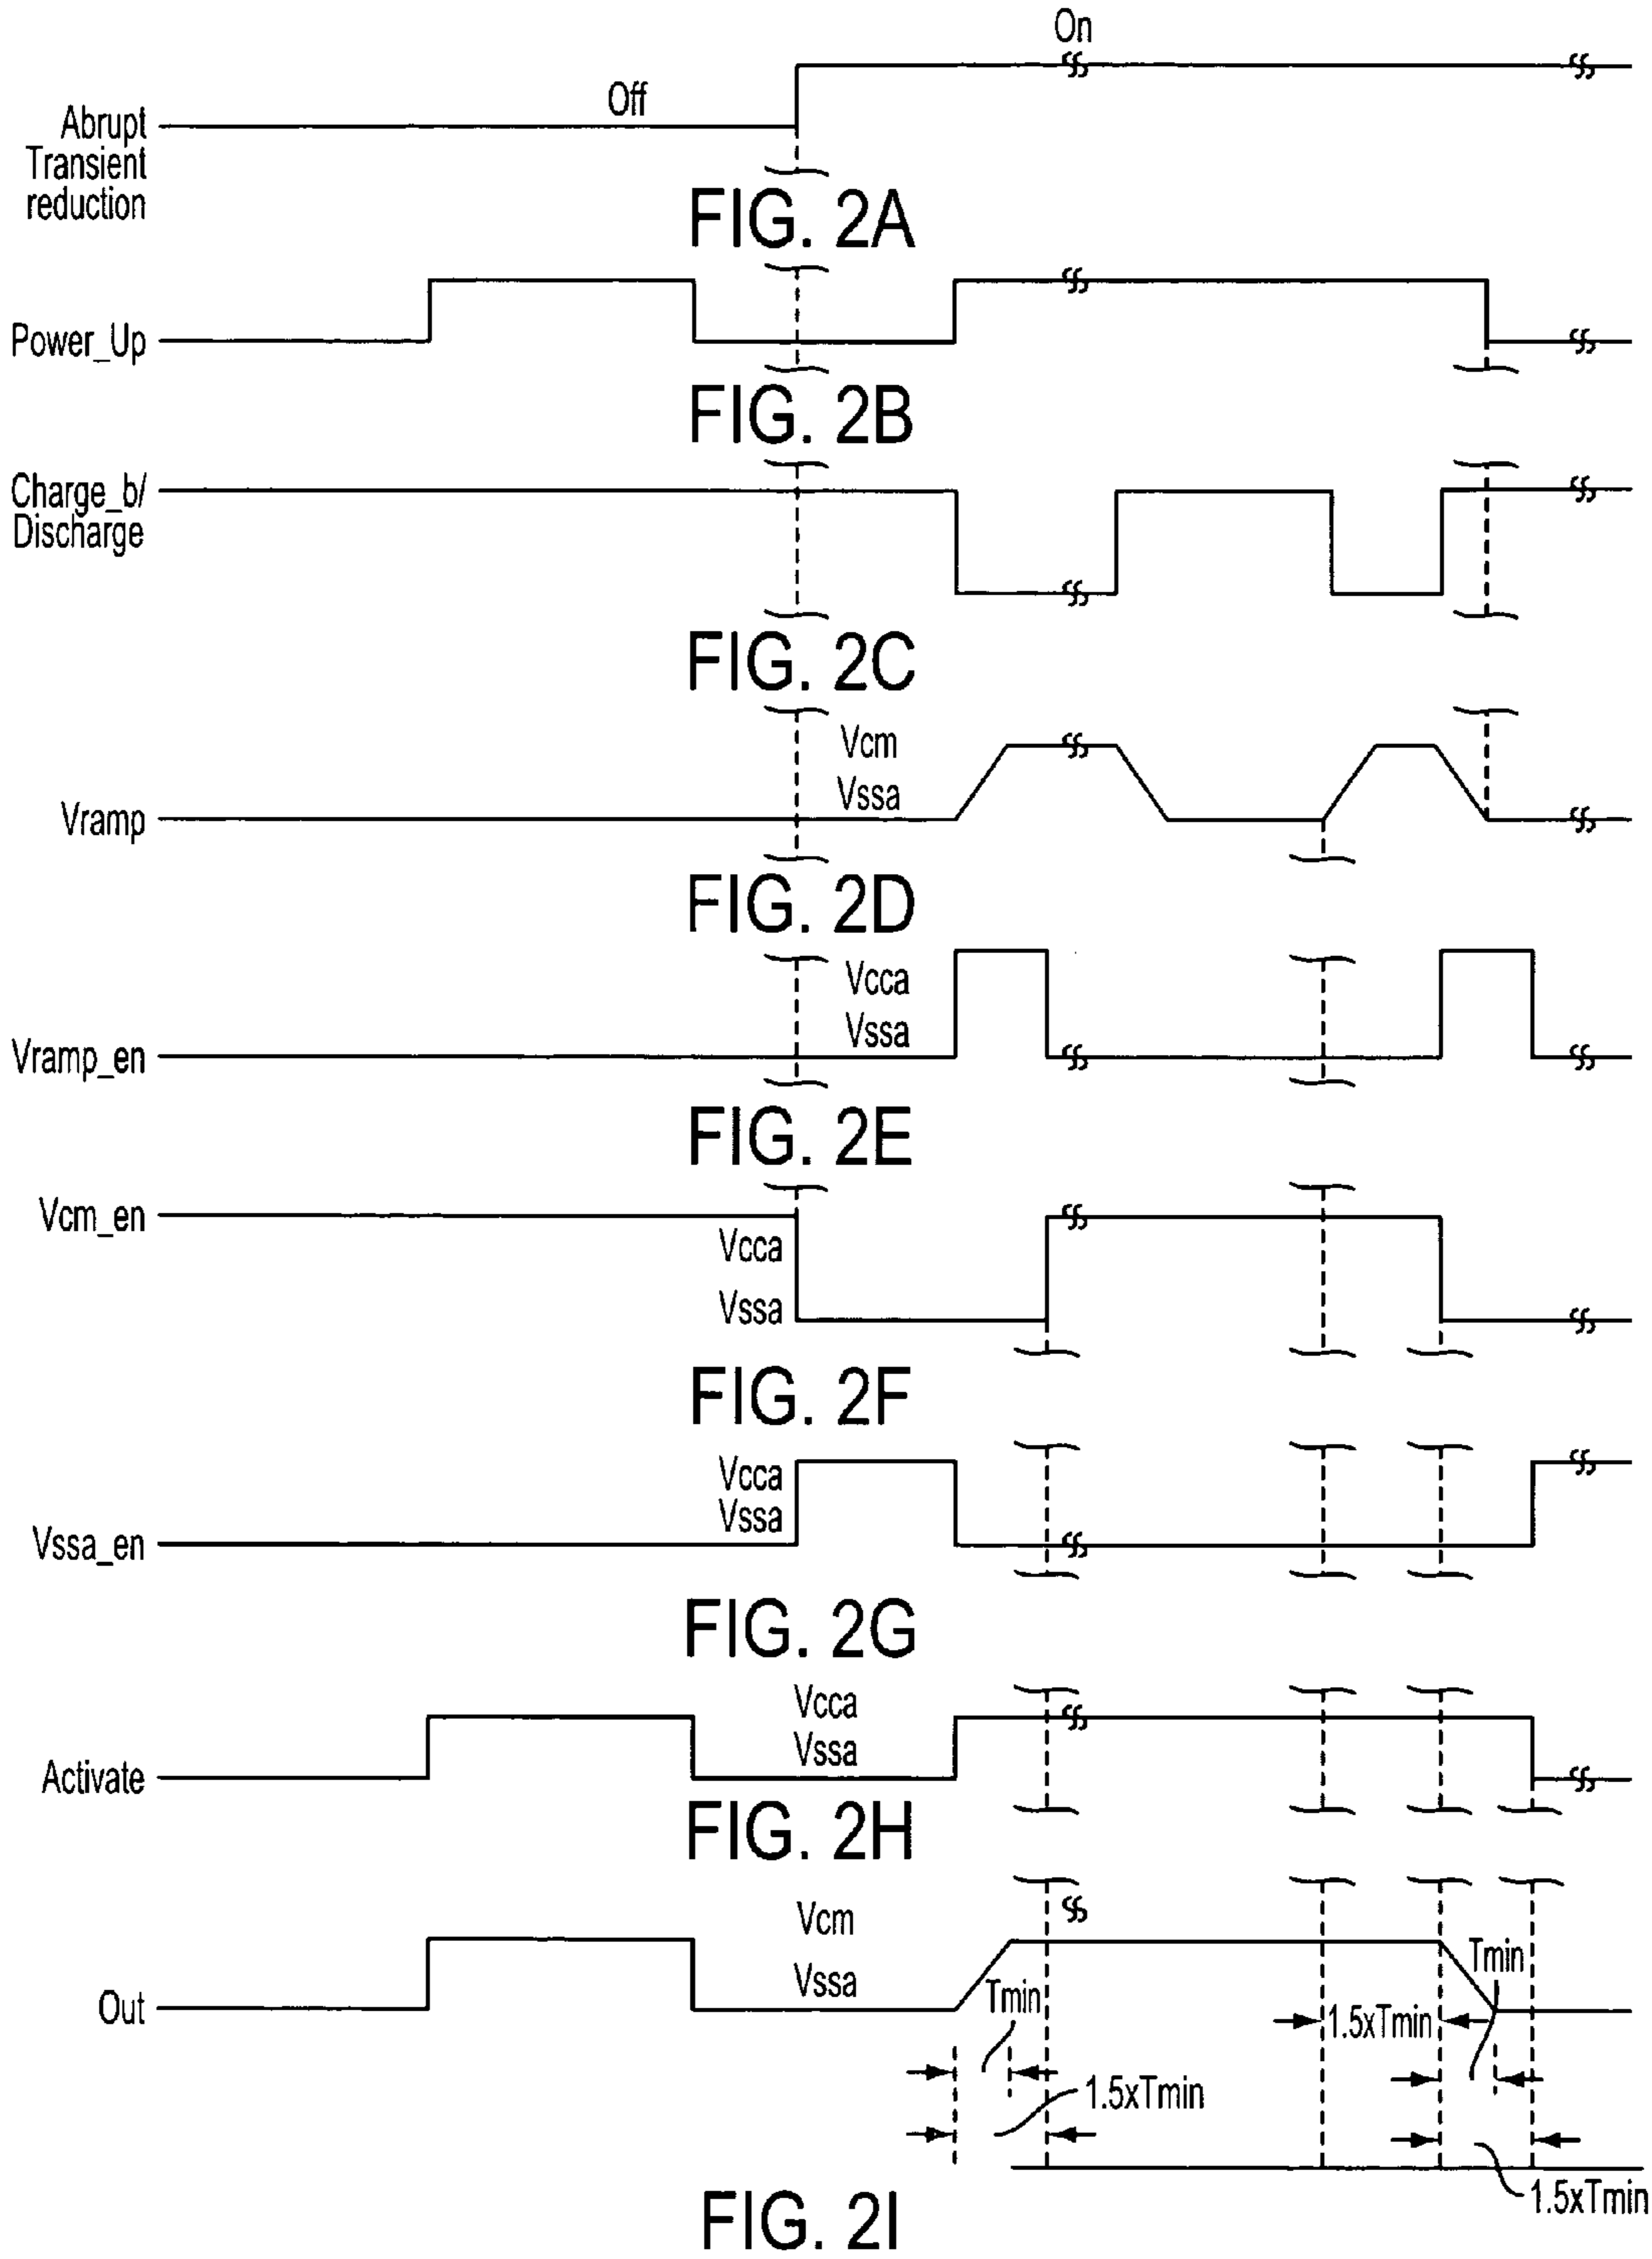 On
Off
Abrupt
Transient
reduction
FIG. 2A
Power_Up
FIG. 2B
Charge_b/
Discharge
FIG. 2C
Vcm
Vssa
Vramp
FIG. 2D
Vcca
Vssa
Vramp_en
FIG. 2E
Vcm_en
Vcca
Vssa
FIG. 2F
Vcca
Vssa
Vssa_en
FIG. 2G
Vcca
Vssa
Activate
FIG. 2H
Vcm
Vssa
Out
Tmin
Tmin
1.5xTmin
1.5xTmin
1.5xTmin
FIG. 2I